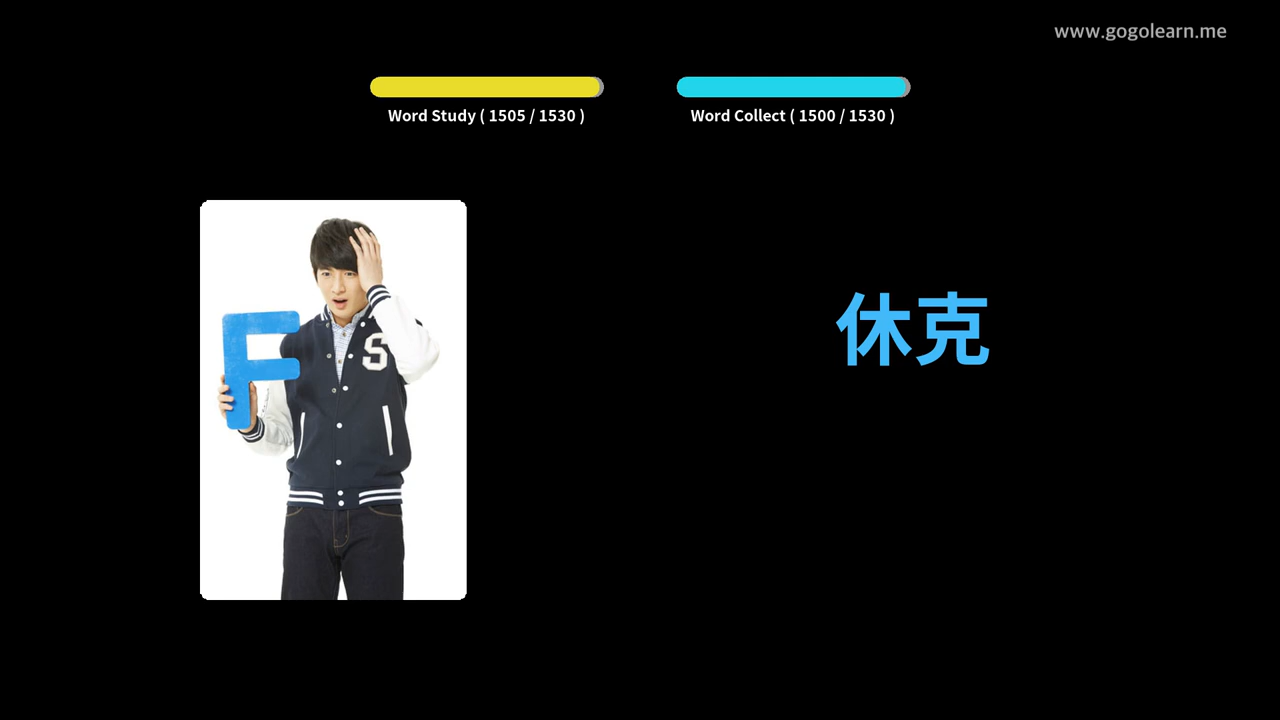 www.gogolearn.me
Word Study ( 1505 / 1530 )
Word Collect ( 1500 / 1530 )
F
S
休克